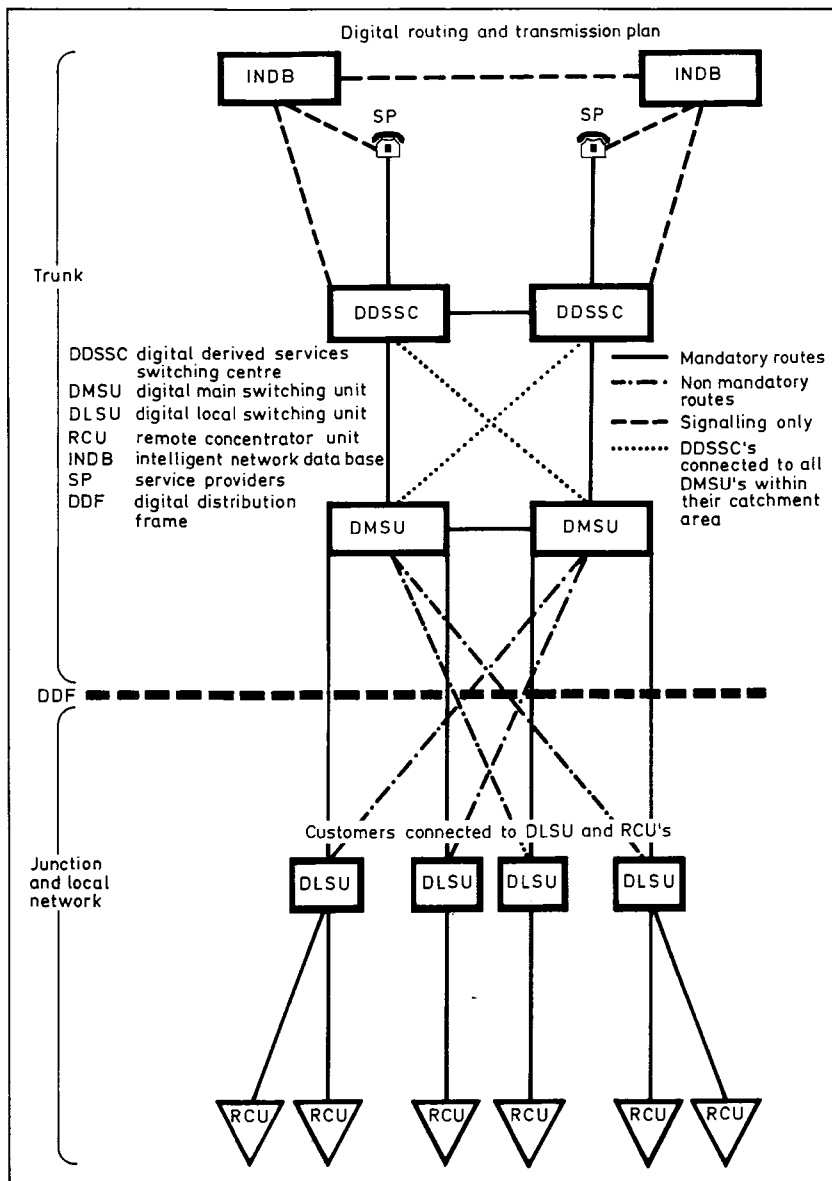 Digital routing and transmission plan
INDB
INDB
SP
SP
Trunk
DDSSC
DDSSC
DDSSC digital derived services
switching centre
DMSU digital main switching unit
DLSU digital local switching unit
RCU remote concentrator unit
INDB intelligent network data base
SP service providers
DDF digital distribution
frame
Mandatory routes
Non mandatory
routes
Signalling only
DDSSC's
connected to all
DMSU's within
their catchment
area
DMSU
DMSU
DDF
Customers connected to DLSU and RCU's
Junction
and local
network
DLSU
DLSU
DLSU
DLSU
RCU
RCU
RCU
RCU
RCU
RCU